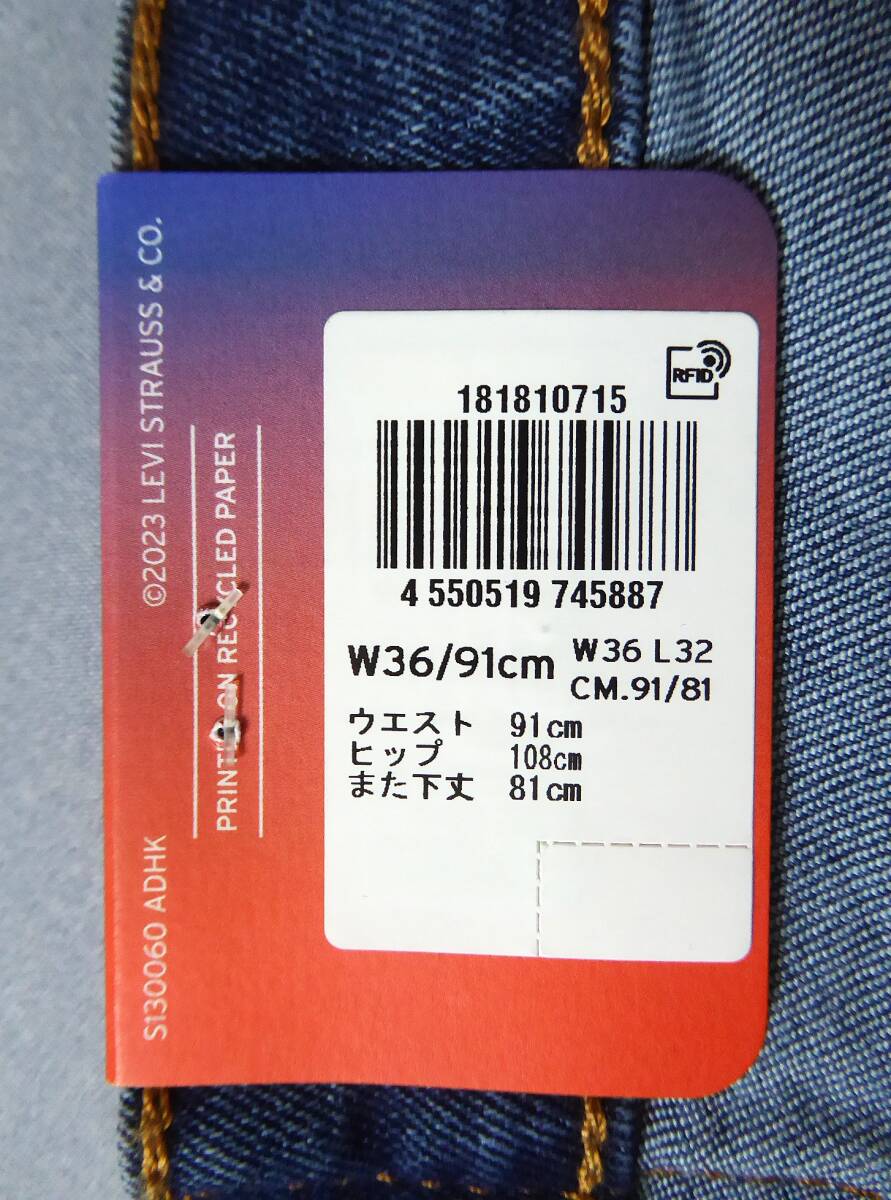 ©2023 LEVI STRAUSS & CO.
PRINTED ON RECYCLED PAPER
S130060 ADHK
RFID
181810715
4 550519 745887
W36/91cm
W36 L32
CM.91/81
ウエスト 91cm
ヒップ 108cm
また下丈 81cm